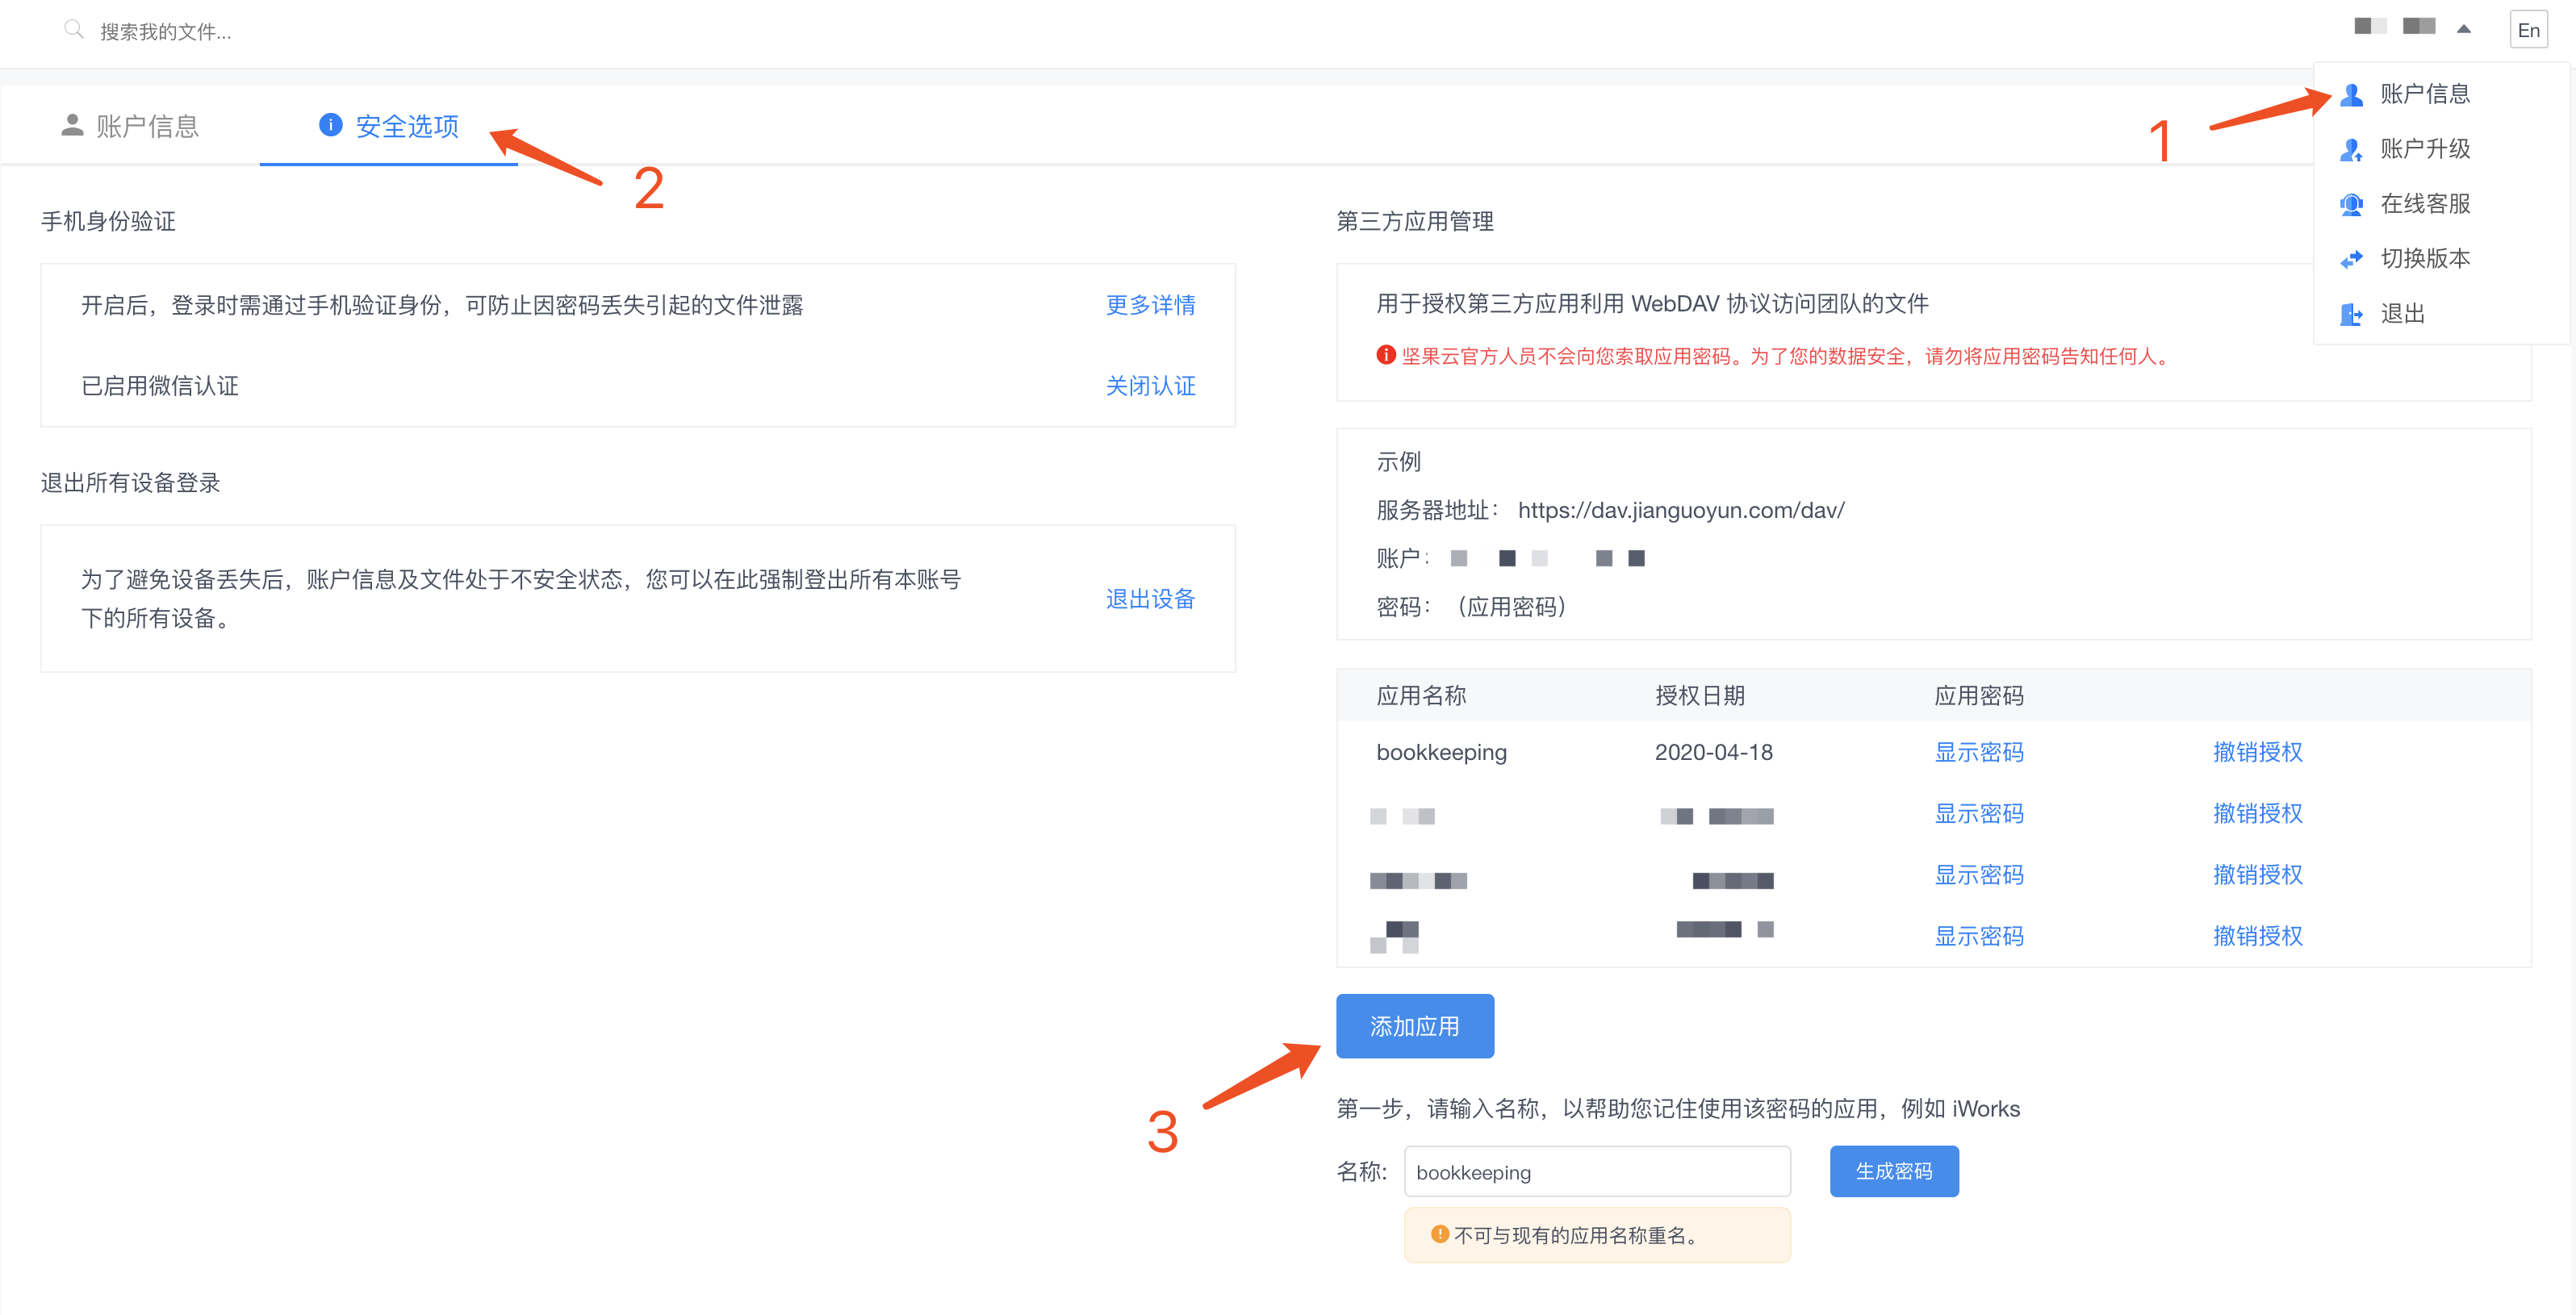 搜索我的文件...
En
账户信息
账户升级
在线客服
切换版本
退出
1
账户信息
安全选项
2
手机身份验证
开启后，登录时需通过手机验证身份，可防止因密码丢失引起的文件泄露
更多详情
已启用微信认证
关闭认证
退出所有设备登录
为了避免设备丢失后，账户信息及文件处于不安全状态，您可以在此强制登出所有本账号
下的所有设备。
退出设备
第三方应用管理
用于授权第三方应用利用 WebDAV 协议访问团队的文件
坚果云官方人员不会向您索取应用密码。为了您的数据安全，请勿将应用密码告知任何人。
示例
服务器地址： https://dav.jianguoyun.com/dav/
账户：
密码： （应用密码）
应用名称 授权日期 应用密码
bookkeeping 2020-04-18 显示密码 撤销授权
显示密码 撤销授权
显示密码 撤销授权
显示密码 撤销授权
添加应用
3
第一步，请输入名称，以帮助您记住使用该密码的应用，例如 iWorks
名称: bookkeeping 生成密码
不可与现有的应用名称重名。